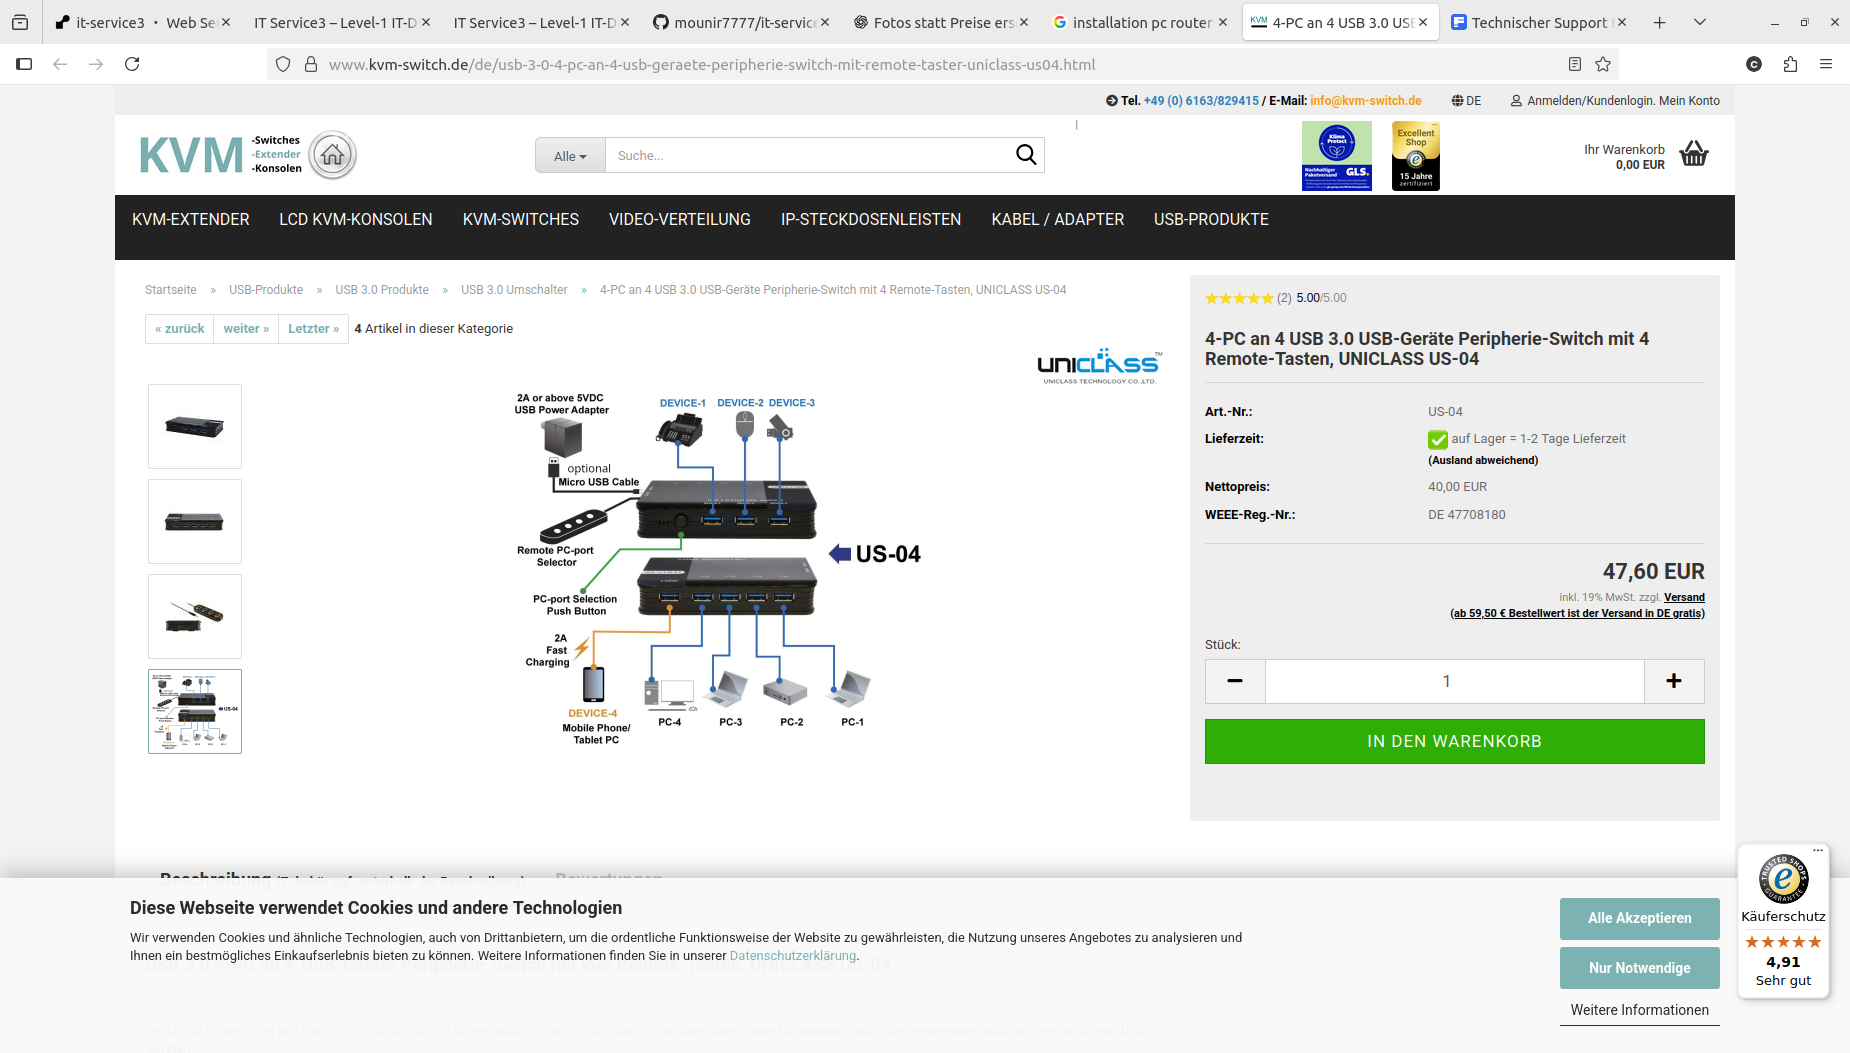 it-service3 • Web Se
IT Service3 – Level-1 IT-D
IT Service3 – Level-1 IT-D
mounir7777/it-service
Fotos statt Preise ers
installation pc router
4-PC an 4 USB 3.0 USB
Technischer Support
www.kvm-switch.de/de/usb-3-0-4-pc-an-4-usb-geraete-peripherie-switch-mit-remote-taster-uniclass-us04.html
Tel. +49 (0) 6163/829415 / E-Mail: info@kvm-switch.de
DE
Anmelden/Kundenlogin. Mein Konto
KVM
-Switches
-Extender
-Konsolen
Alle
Suche...
Klima Protect
Nachhaltiger Paketversand
GLS.
Excellent Shop
15 Jahre
zertifiziert
Ihr Warenkorb
0,00 EUR
KVM-EXTENDER
LCD KVM-KONSOLEN
KVM-SWITCHES
VIDEO-VERTEILUNG
IP-STECKDOSENLEISTEN
KABEL / ADAPTER
USB-PRODUKTE
Startseite » USB-Produkte » USB 3.0 Produkte » USB 3.0 Umschalter » 4-PC an 4 USB 3.0 USB-Geräte Peripherie-Switch mit 4 Remote-Tasten, UNICLASS US-04
« zurück
weiter »
Letzter »
4 Artikel in dieser Kategorie
UNICLASS™
UNICLASS TECHNOLOGY CO.,LTD.
2A or above 5VDC
USB Power Adapter
DEVICE-1
DEVICE-2
DEVICE-3
optional
Micro USB Cable
Remote PC-port
Selector
US-04
PC-port Selection
Push Button
2A
Fast
Charging
DEVICE-4
Mobile Phone/
Tablet PC
PC-4
PC-3
PC-2
PC-1
(2) 5.00/5.00
4-PC an 4 USB 3.0 USB-Geräte Peripherie-Switch mit 4
Remote-Tasten, UNICLASS US-04
Art.-Nr.: US-04
Lieferzeit: auf Lager = 1-2 Tage Lieferzeit
(Ausland abweichend)
Nettopreis: 40,00 EUR
WEEE-Reg.-Nr.: DE 47708180
47,60 EUR
inkl. 19% MwSt. zzgl. Versand
(ab 59,50 € Bestellwert ist der Versand in DE gratis)
Stück:
1
IN DEN WARENKORB
Beschreibung (Zubehör ggf. unterhalb der Beschreibung)
Bewertungen
Diese Webseite verwendet Cookies und andere Technologien
Wir verwenden Cookies und ähnliche Technologien, auch von Drittanbietern, um die ordentliche Funktionsweise der Website zu gewährleisten, die Nutzung unseres Angebotes zu analysieren und
Ihnen ein bestmögliches Einkaufserlebnis bieten zu können. Weitere Informationen finden Sie in unserer Datenschutzerklärung.
Alle Akzeptieren
Nur Notwendige
Weitere Informationen
TRUSTED SHOPS
GUARANTEE
Käuferschutz
4,91
Sehr gut